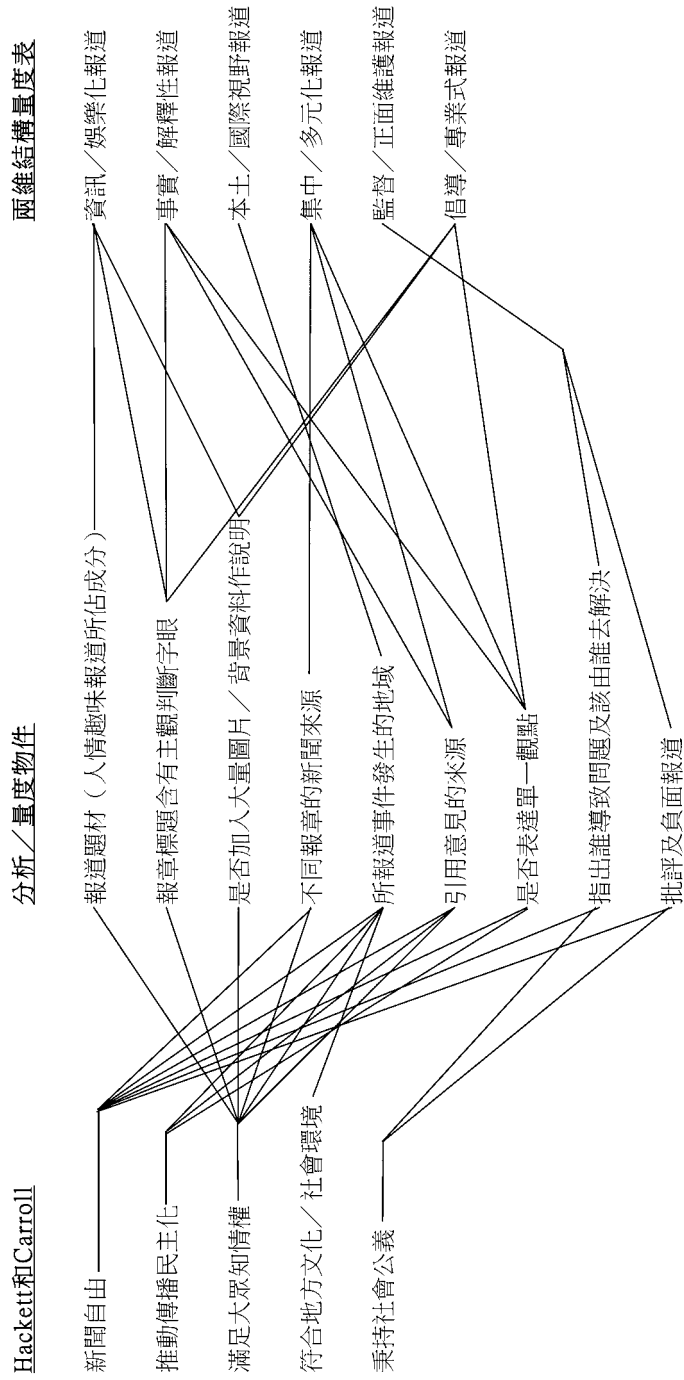 Hackett和Carroll
新聞自由
推動傳播民主化
滿足大眾知情權
符合地方文化／社會環境
秉持社會公義
分析／量度物件
報道題材（人情趣味報道所佔成分）
報章標題含有主觀判斷字眼
是否加入大量圖片／背景資料作說明
不同報章的新聞來源
所報道事件發生的地域
引用意見的來源
是否表達單一觀點
指出誰導致問題及該由誰去解決
批評及負面報道
兩維結構量度表
資訊／娛樂化報道
事實／解釋性報道
本土／國際視野報道
集中／多元化報道
監督／正面維護報道
倡導／專業式報道